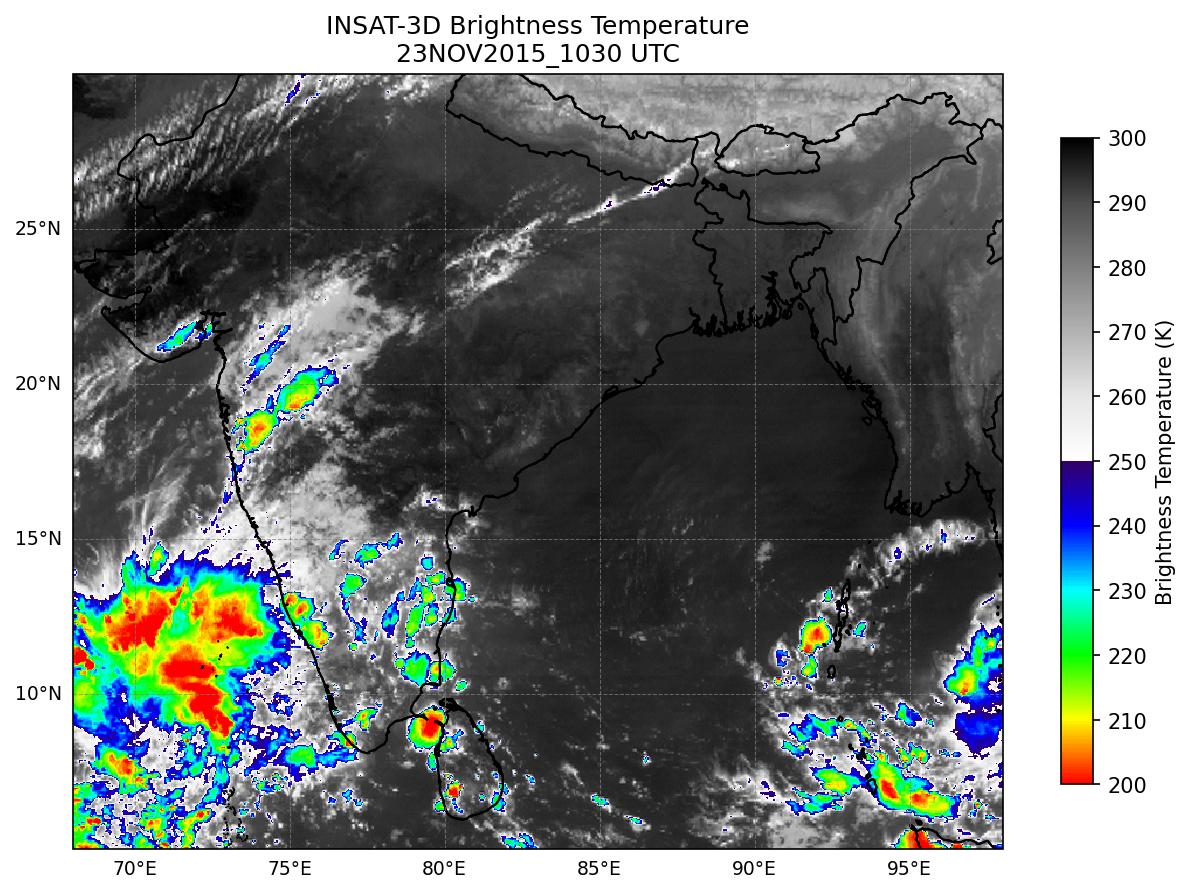 INSAT-3D Brightness Temperature
23NOV2015_1030 UTC
25°N
20°N
15°N
10°N
70°E
75°E
80°E
85°E
90°E
95°E
300
290
280
270
260
250
240
230
220
210
200
Brightness Temperature (K)